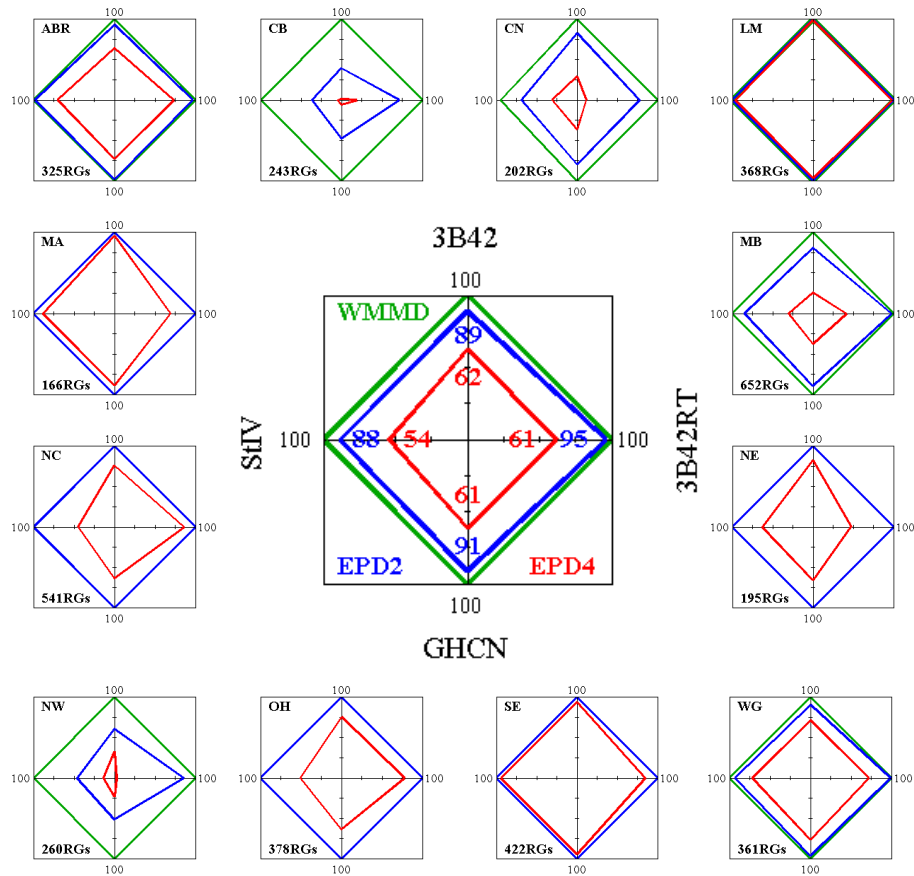 ABR
100
100
100
100
325RGs
CB
100
100
100
100
243RGs
CN
100
100
100
100
202RGs
LM
100
100
100
100
368RGs
MA
100
100
100
100
166RGs
3B42
100
WMMD
89
62
StIV
100
88
54
61
95
100
3B42RT
61
91
EPD2
EPD4
100
GHCN
MB
100
100
100
100
652RGs
NC
100
100
100
100
541RGs
NE
100
100
100
100
195RGs
NW
100
100
100
100
260RGs
OH
100
100
100
100
378RGs
SE
100
100
100
100
422RGs
WG
100
100
100
100
361RGs